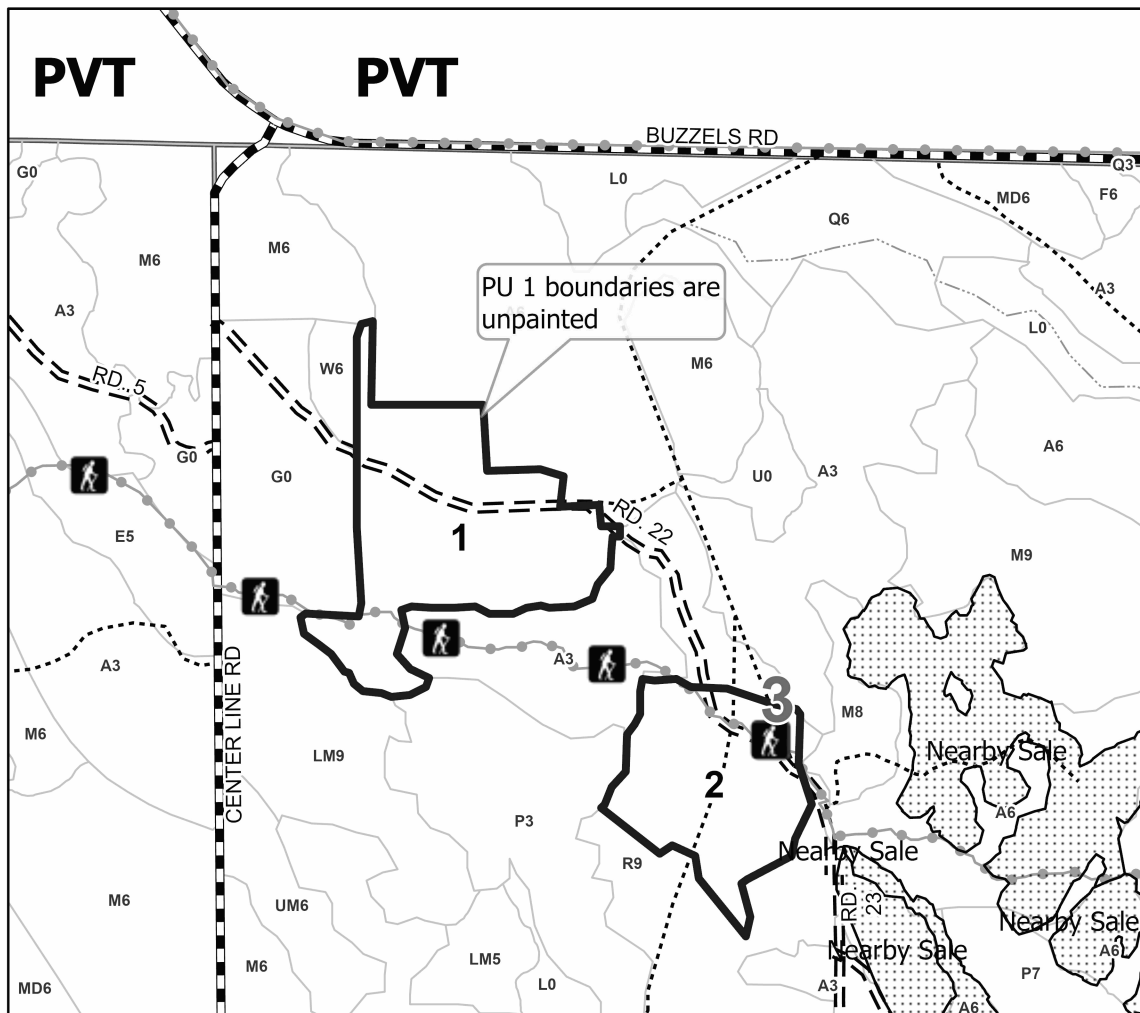 PVT
PVT
BUZZELS RD
Q3
G0
L0
MD6
F6
Q6
M6
M6
A3
A3
PU 1 boundaries are
unpainted
L0
W6
M6
RD. 5
A6
G0
G0
U0
A3
E5
1
RD. 22
M9
A3
A3
CENTER LINE RD
3
M8
M6
LM9
Nearby Sale
2
A6
P3
Nearby Sale
R9
M6
UM6
RD 23
Nearby Sale
Nearby Sale
A6
M6
LM5
P7
L0
A3
MD6
A6